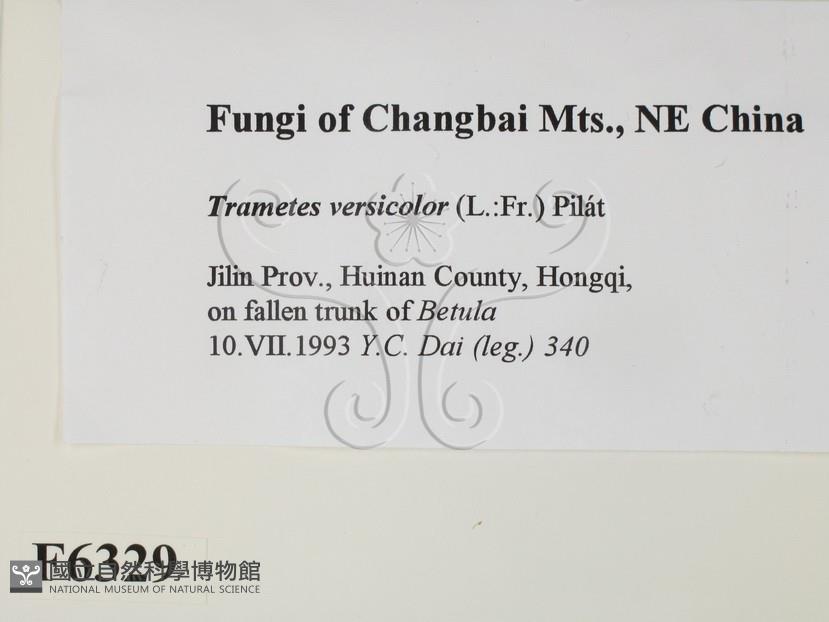 Fungi of Changbai Mts., NE China
Trametes versicolor (L.:Fr.) Pilát
Jilin Prov., Huinan County, Hongqi,
on fallen trunk of Betula
10.VII.1993 Y.C. Dai (leg.) 340
F6329
國立自然科學博物館
NATIONAL MUSEUM OF NATURAL SCIENCE